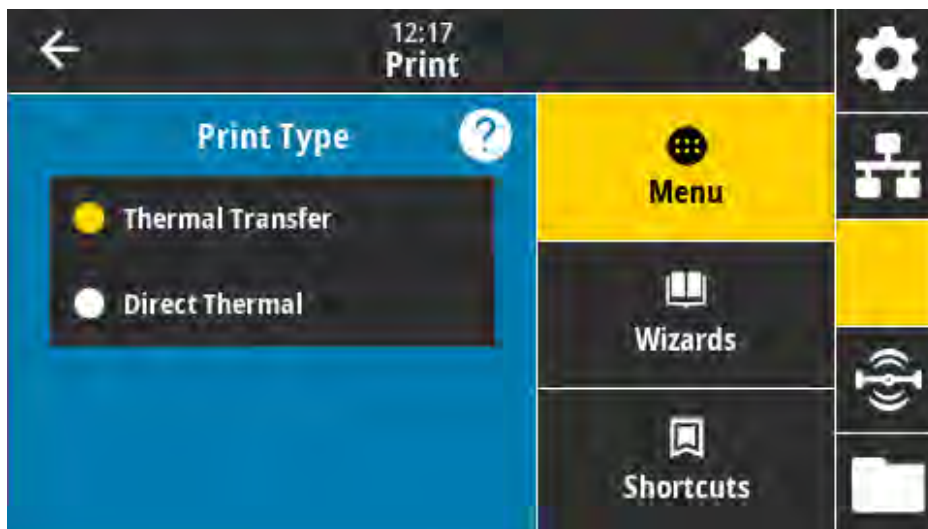 12:17
Print
Print Type
?
Thermal Transfer
Direct Thermal
Menu
Wizards
Shortcuts